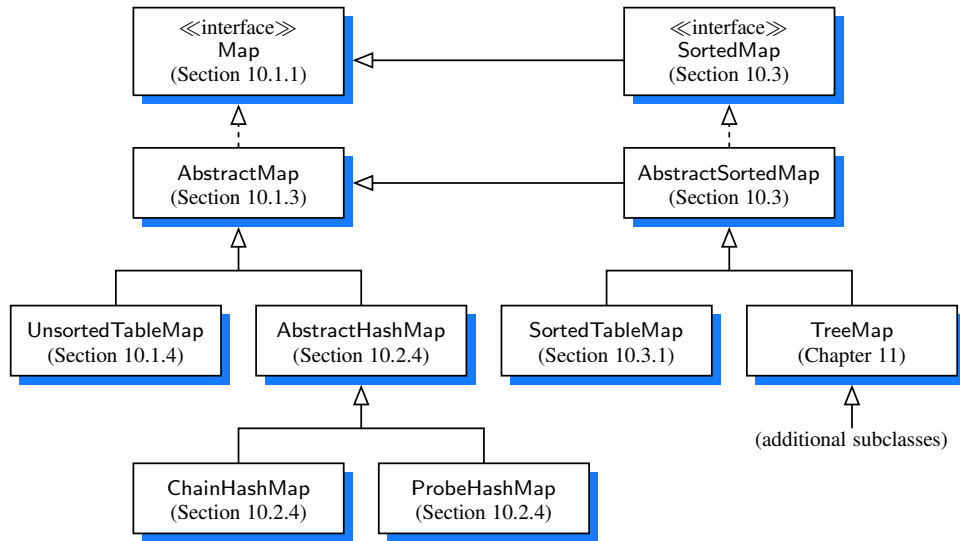 ≪interface≫
Map
(Section 10.1.1)
≪interface≫
SortedMap
(Section 10.3)
AbstractMap
(Section 10.1.3)
AbstractSortedMap
(Section 10.3)
UnsortedTableMap
(Section 10.1.4)
AbstractHashMap
(Section 10.2.4)
SortedTableMap
(Section 10.3.1)
TreeMap
(Chapter 11)
(additional subclasses)
ChainHashMap
(Section 10.2.4)
ProbeHashMap
(Section 10.2.4)